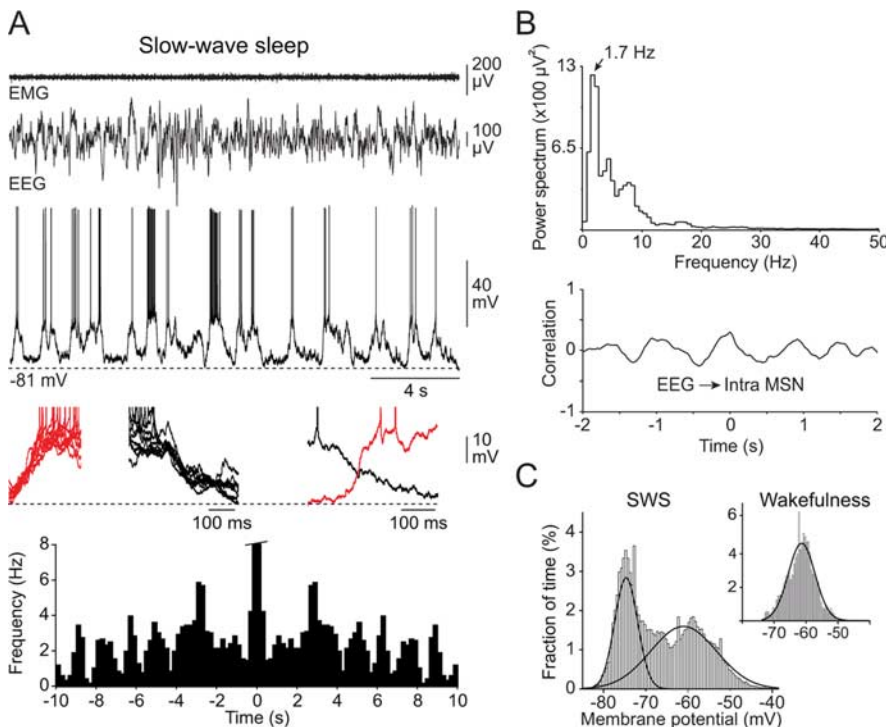 A
Slow-wave sleep
200
µV
EMG
100
µV
EEG
40
mV
-81 mV
4 s
10
mV
100 ms
100 ms
8
6
4
2
0
Frequency (Hz)
-10 -8 -6 -4 -2 0 2 4 6 8 10
Time (s)
B
1.7 Hz
13
6.5
Power spectrum (x100 µV²)
0 10 20 30 40 50
Frequency (Hz)
1
0
-1
Correlation
EEG → Intra MSN
-2 -1 0 1 2
Time (s)
C
SWS
Wakefulness
4
3
2
1
0
Fraction of time (%)
6
4
2
-70 -60 -50
-80 -70 -60 -50 -40
Membrane potential (mV)